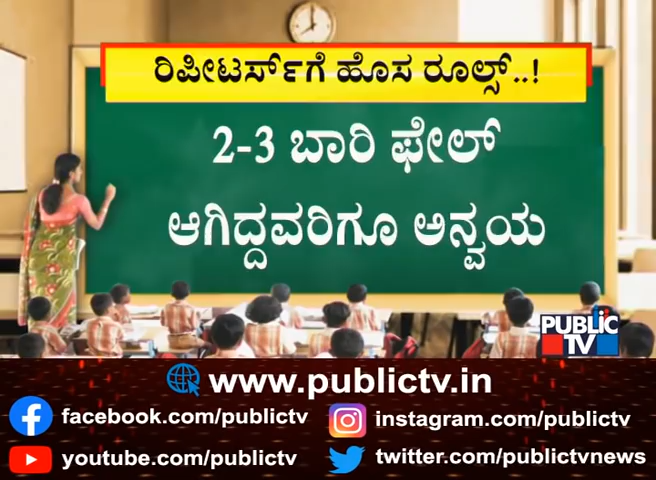 ರಿಪೀಟರ್ಸ್‌ಗೆ ಹೊಸ ರೂಲ್ಸ್..!
2-3 ಬಾರಿ ಫೇಲ್
ಆಗಿದ್ದವರಿಗೂ ಅನ್ವಯ
PUBLiC
TV
www.publictv.in
facebook.com/publictv
instagram.com/publictv
youtube.com/publictv
twitter.com/publictvnews